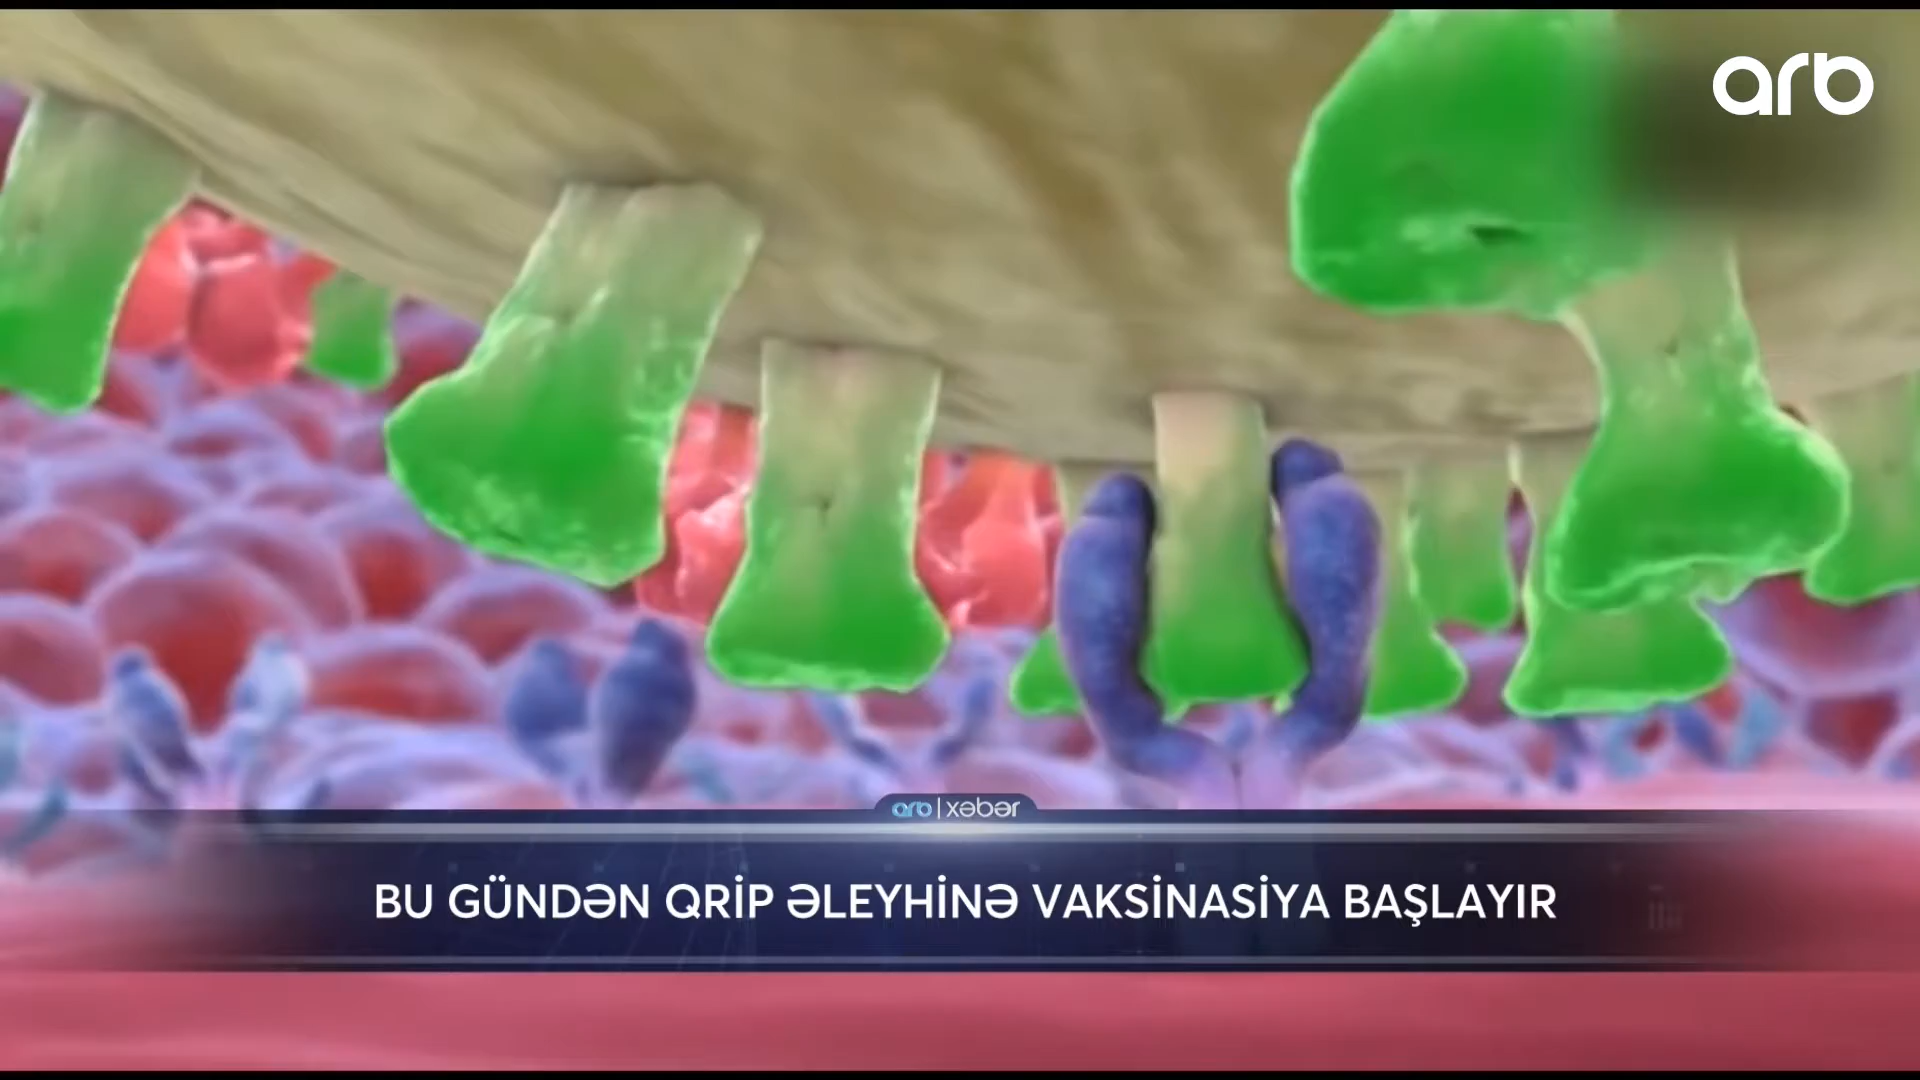 arb
arb | xəbər
BU GÜNDƏN QRİP ƏLEYHİNƏ VAKSİNASİYA BAŞLAYIR